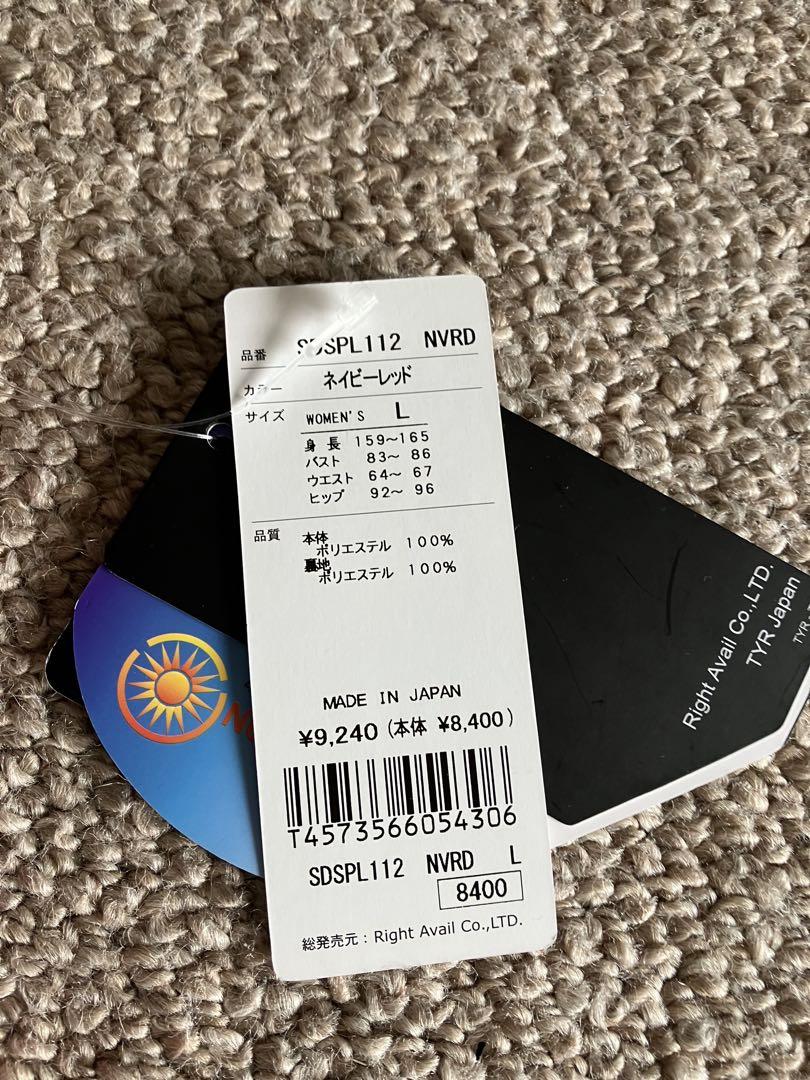 品番 SDSPL112 NVRD
カラー ネイビーレッド
サイズ WOMEN'S L
身長 159～165
バスト 83～ 86
ウエスト 64～ 67
ヒップ 92～ 96
品質 本体
ポリエステル 100%
裏地
ポリエステル 100%
MADE IN JAPAN
¥9,240 (本体 ¥8,400)
T4573566054306
SDSPL112 NVRD L
8400
総発売元：Right Avail Co.,LTD.
Right Avail Co.,LTD.
TYR Japan
TYR